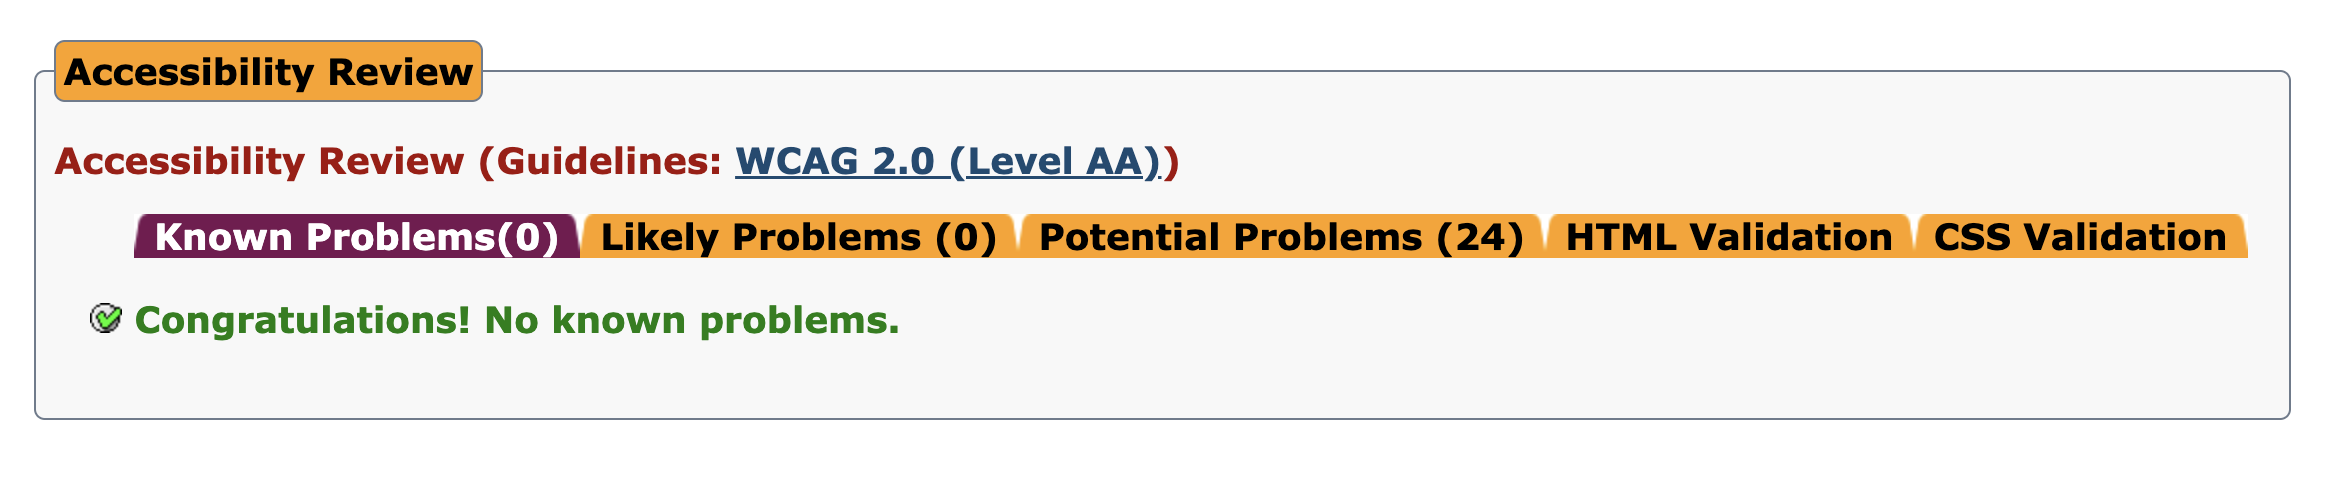 Accessibility Review
Accessibility Review (Guidelines: WCAG 2.0 (Level AA))
Known Problems(0) Likely Problems (0) Potential Problems (24) HTML Validation CSS Validation
Congratulations! No known problems.